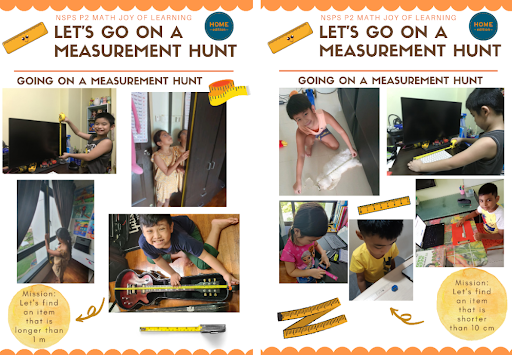 NSPS P2 MATH JOY OF LEARNING
LET'S GO ON A
MEASUREMENT HUNT
HOME
edition
GOING ON A MEASUREMENT HUNT
Mission:
Let's find
an item
that is
longer than
1 m
NSPS P2 MATH JOY OF LEARNING
LET'S GO ON A
MEASUREMENT HUNT
HOME
edition
GOING ON A MEASUREMENT HUNT
Mission:
Let's find
an item
that is
shorter
than 10 cm